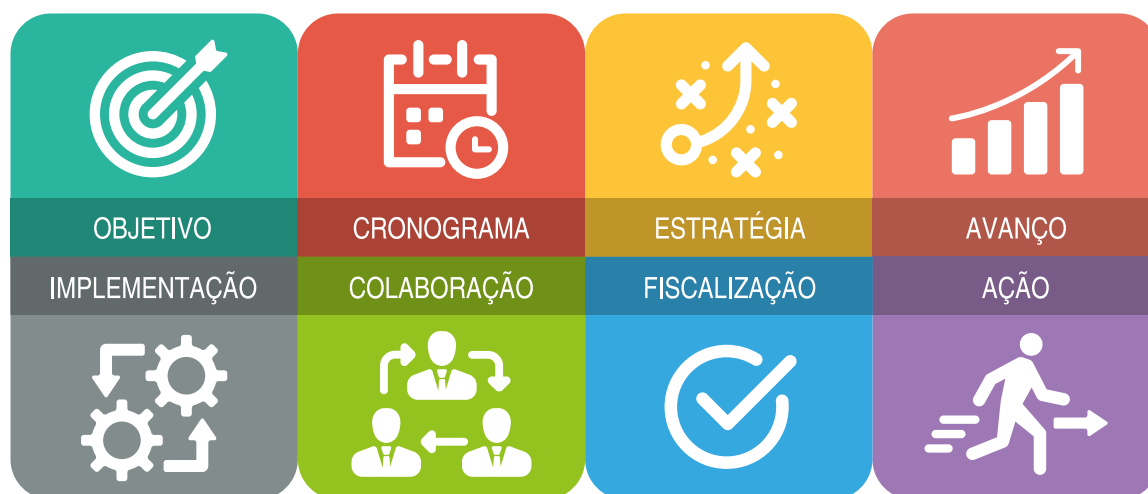 OBJETIVO
CRONOGRAMA
ESTRATÉGIA
AVANÇO
IMPLEMENTAÇÃO
COLABORAÇÃO
FISCALIZAÇÃO
AÇÃO